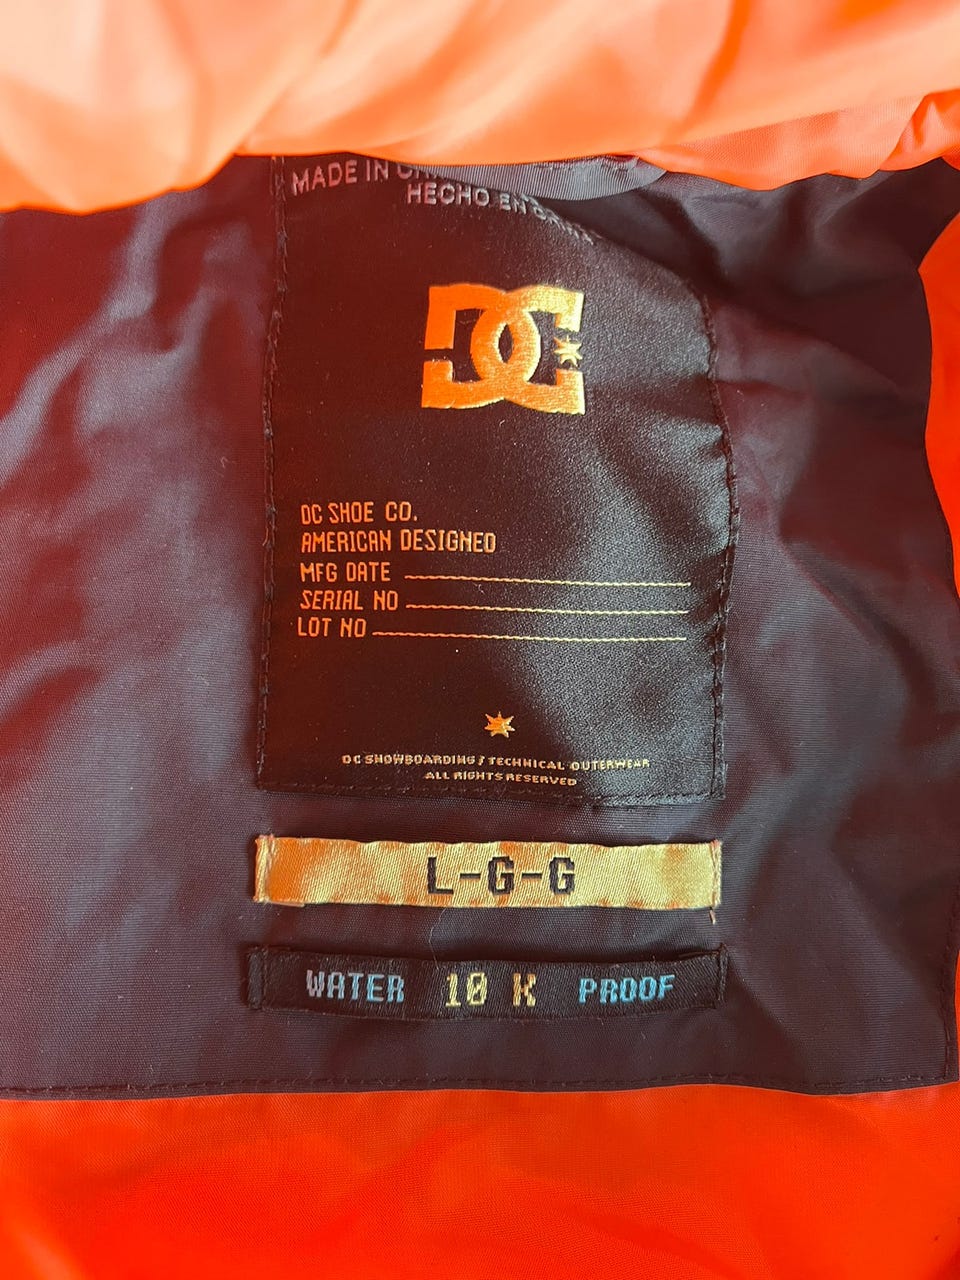 MADE IN
HECHO EN
DC
DC SHOE CO.
AMERICAN DESIGNED
MFG DATE
SERIAL NO
LOT NO
DC SNOWBOARDING / TECHNICAL OUTERWEAR
ALL RIGHTS RESERVED
L-G-G
WATER 10 K PROOF